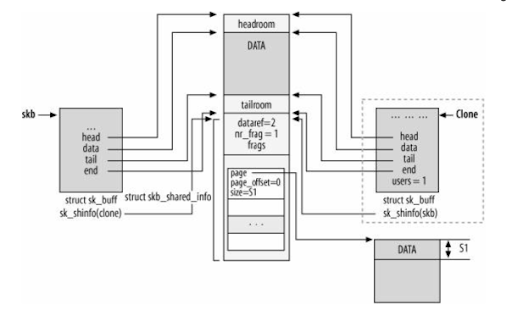 headroom
DATA
skb
tailroom
... ... ...
Clone
...
head
data
tail
end
dataref=2
nr_frag = 1
frags
head
data
tail
end
users = 1
struct sk_buff
sk_shinfo(clone)
struct skb_shared_info
page
page_offset=0
size=S1
. . .
struct sk_buff
sk_shinfo(skb)
DATA
S1